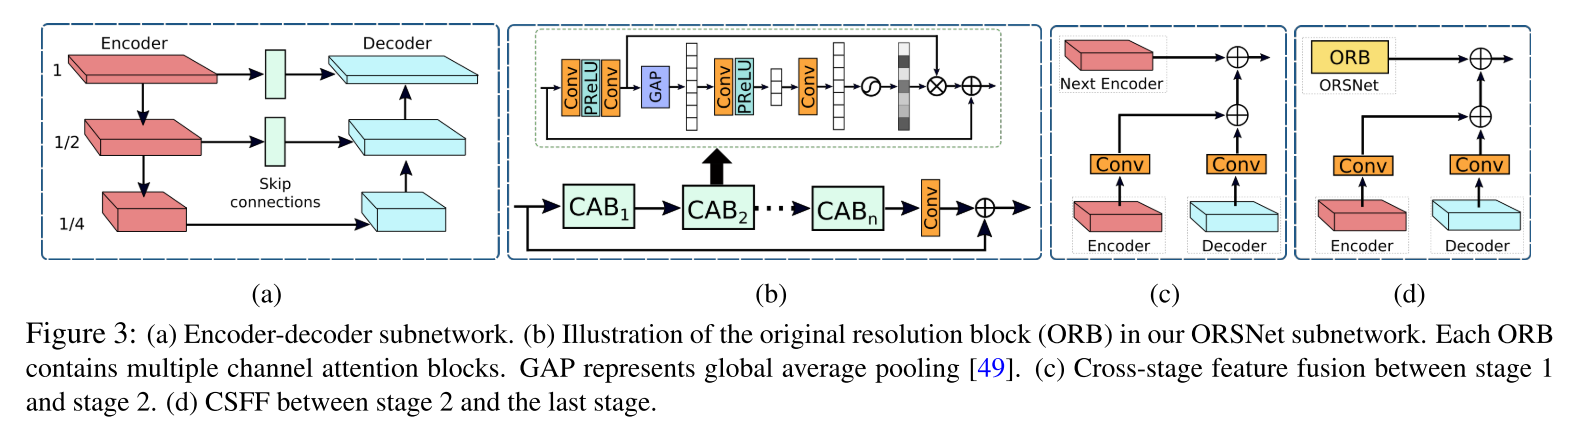 Encoder
Decoder
1
1/2
Skip
connections
1/4
Conv
PReLU
Conv
GAP
Conv
PReLU
Conv
CAB1
CAB2
CABn
Conv
Next Encoder
Conv
Conv
Encoder
Decoder
ORB
ORSNet
Conv
Conv
Encoder
Decoder
(a)
(b)
(c)
(d)
Figure 3: (a) Encoder-decoder subnetwork. (b) Illustration of the original resolution block (ORB) in our ORSNet subnetwork. Each ORB
contains multiple channel attention blocks. GAP represents global average pooling [49]. (c) Cross-stage feature fusion between stage 1
and stage 2. (d) CSFF between stage 2 and the last stage.